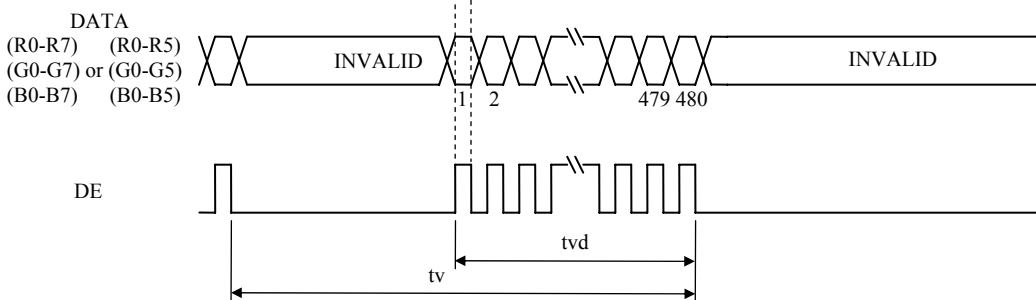 DATA
(R0-R7) (R0-R5)
(G0-G7) or (G0-G5)
(B0-B7) (B0-B5)
INVALID
INVALID
1 2 479 480
DE
tvd
tv